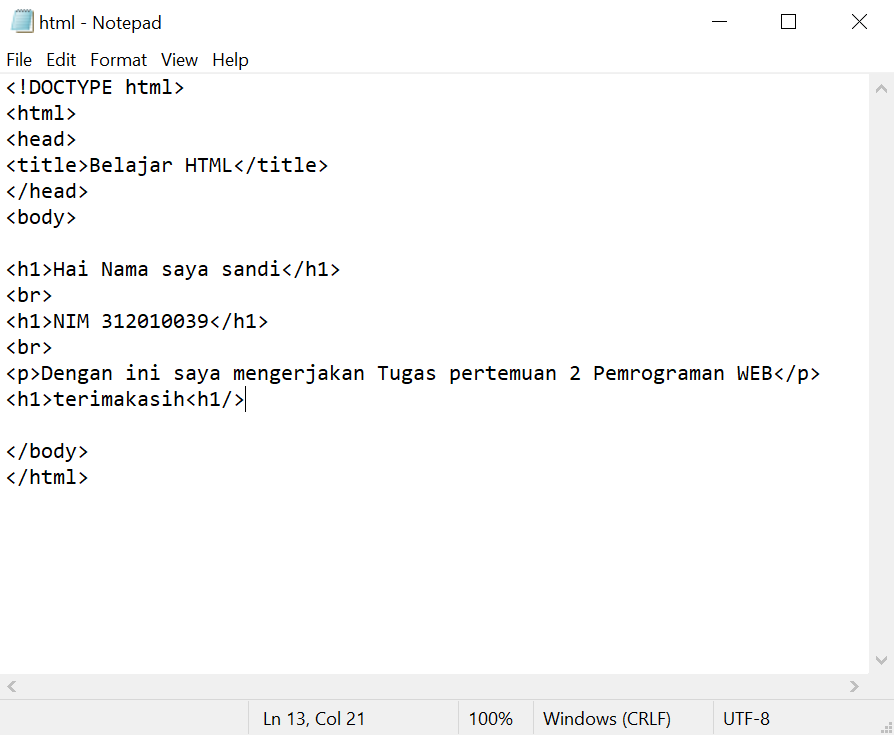 html - Notepad
File Edit Format View Help
<!DOCTYPE html>
<html>
<head>
<title>Belajar HTML</title>
</head>
<body>
<h1>Hai Nama saya sandi</h1>
<br>
<h1>NIM 312010039</h1>
<br>
<p>Dengan ini saya mengerjakan Tugas pertemuan 2 Pemrograman WEB</p>
<h1>terimakasih<h1/>
</body>
</html>
Ln 13, Col 21 100% Windows (CRLF) UTF-8